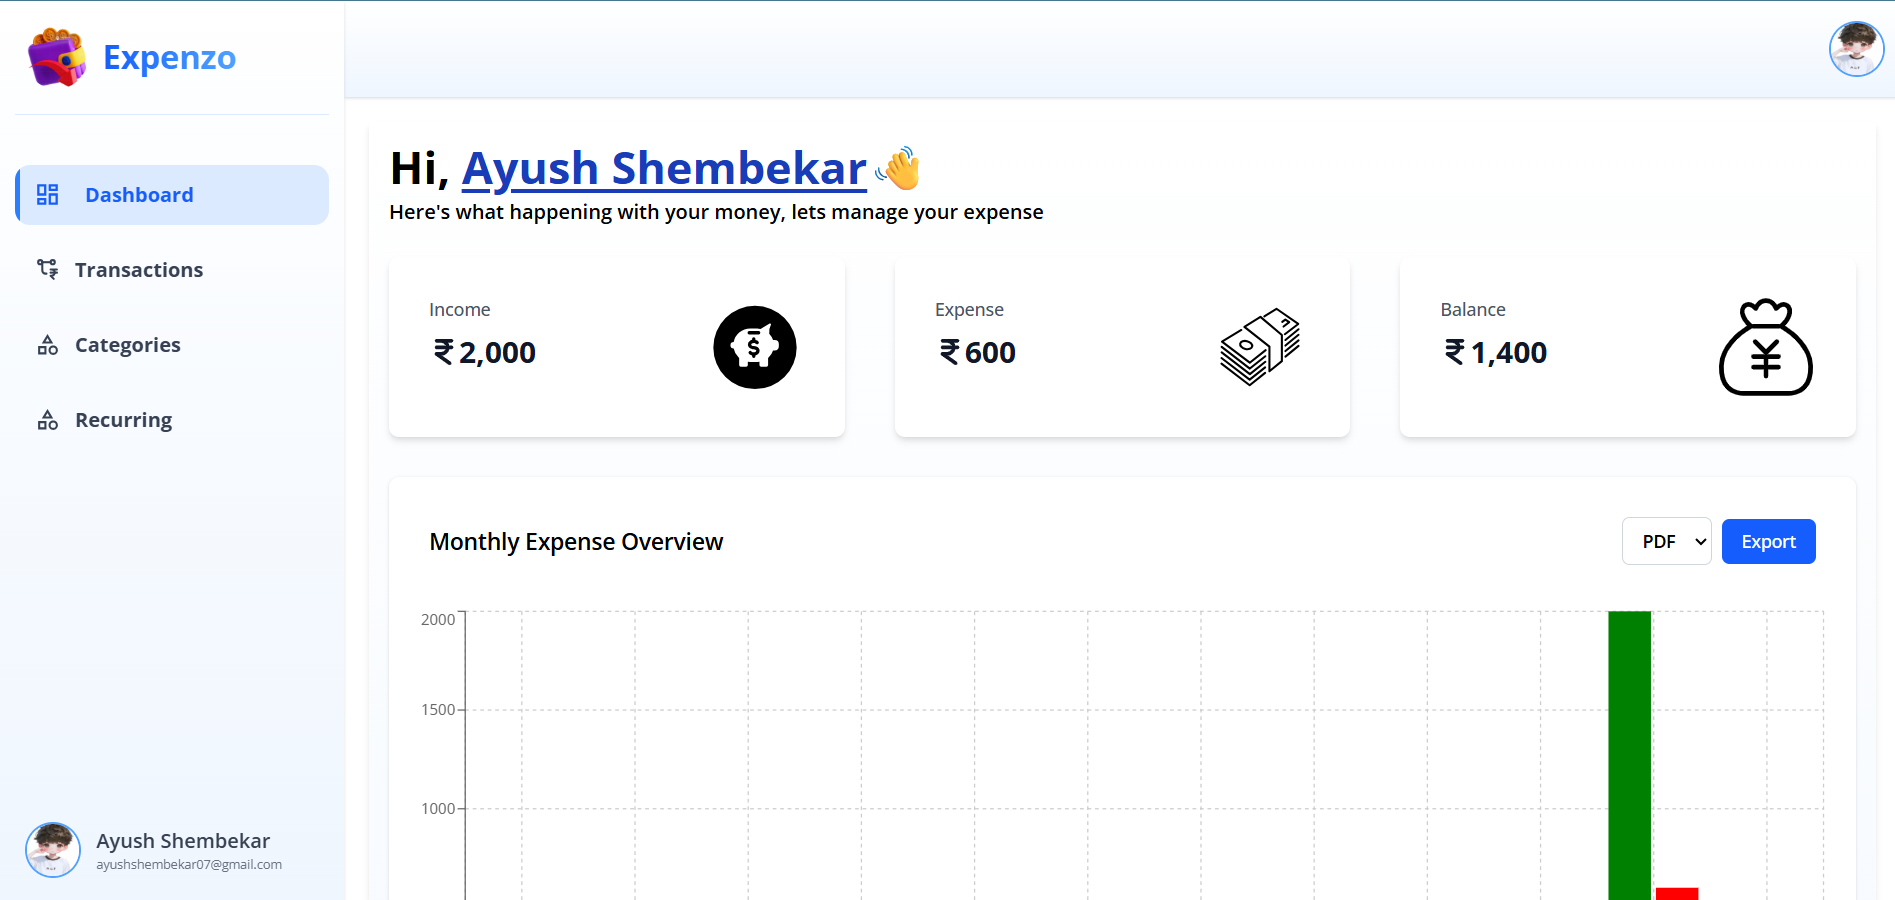 Expenzo
Dashboard
Transactions
Categories
Recurring
Ayush Shembekar
ayushshembekar07@gmail.com
Hi, Ayush Shembekar 👋
Here's what happening with your money, lets manage your expense
Income
₹ 2,000
Expense
₹ 600
Balance
₹ 1,400
Monthly Expense Overview
PDF
Export
2000
1500
1000